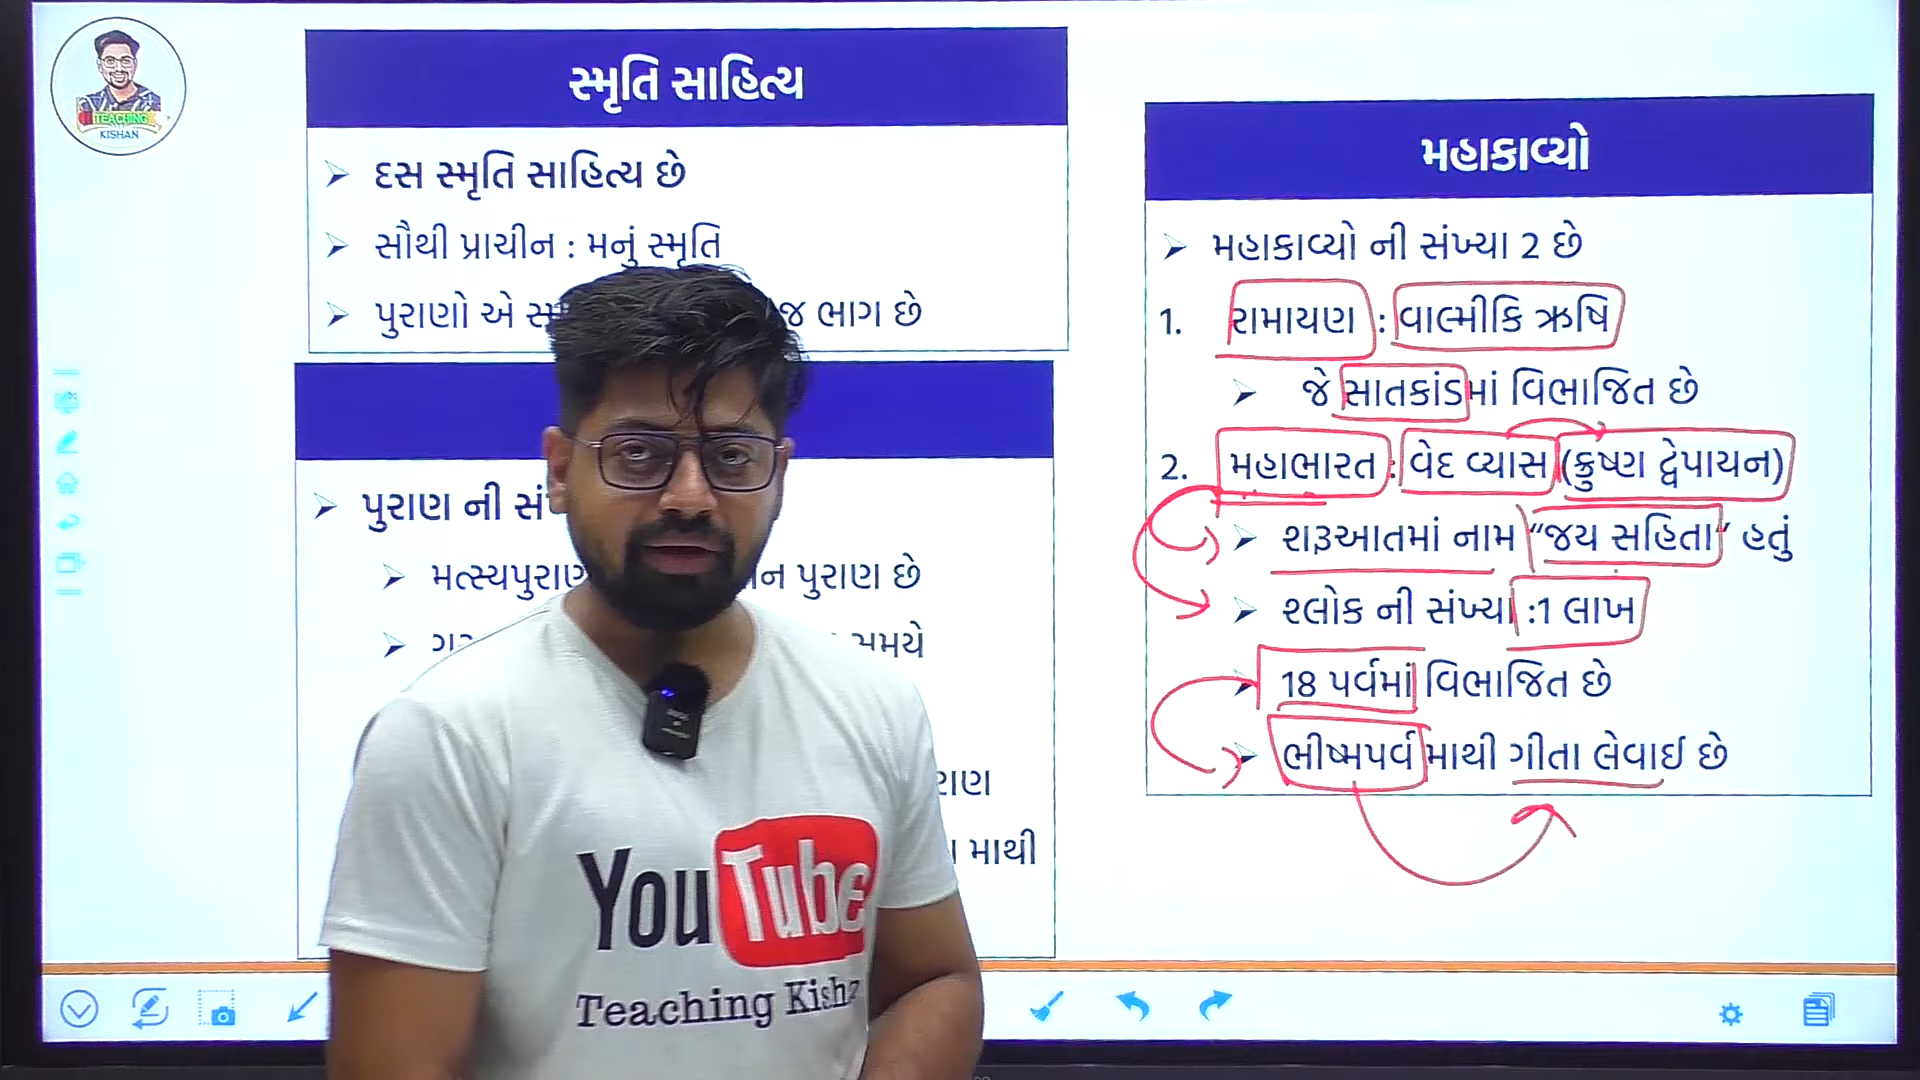 TEACHING
KISHAN
સ્મૃતિ સાહિત્ય
દસ સ્મૃતિ સાહિત્ય છે
સૌથી પ્રાચીન : મનું સ્મૃતિ
પુરાણો એ જ ભાગ છે
પુરાણ ની
મત્સ્યપુરાણ પુરાણ છે
સમયે
માથી
મહાકાવ્યો
મહાકાવ્યો ની સંખ્યા 2 છે
1. રામાયણ : વાલ્મીકિ ઋષિ
જે સાતકાંડમાં વિભાજિત છે
2. મહાભારત : વેદ વ્યાસ (ક્રુષ્ણ દ્વેપાયન)
શરૂઆતમાં નામ “જય સહિતા” હતું
શ્લોક ની સંખ્યા :1 લાખ
18 પર્વમાં વિભાજિત છે
ભીષ્મપર્વ માથી ગીતા લેવાઈ છે
YouTube
Teaching